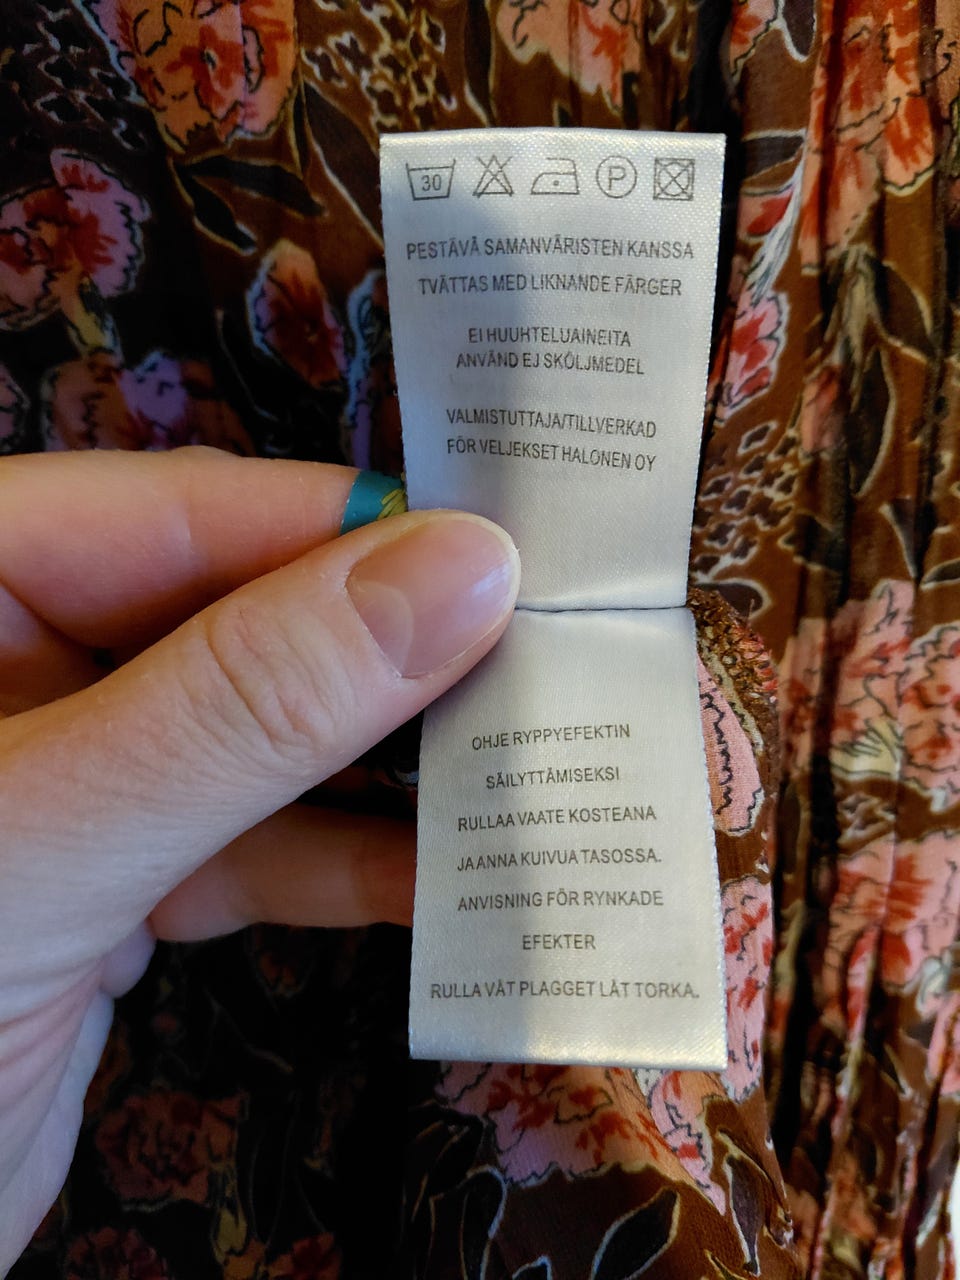 30 P
PESTÄVÄ SAMANVÄRISTEN KANSSA
TVÄTTAS MED LIKNANDE FÄRGER
EI HUUHTELUAINEITA
ANVÄND EJ SKÖLJMEDEL
VALMISTUTTAJA/TILLVERKAD
FÖR VELJEKSET HALONEN OY
OHJE RYPPYEFEKTIN
SÄILYTTÄMISEKSI
RULLAA VAATE KOSTEANA
JA ANNA KUIVUA TASOSSA.
ANVISNING FÖR RYNKADE
EFEKTER
RULLA VÅT PLAGGET LÅT TORKA.